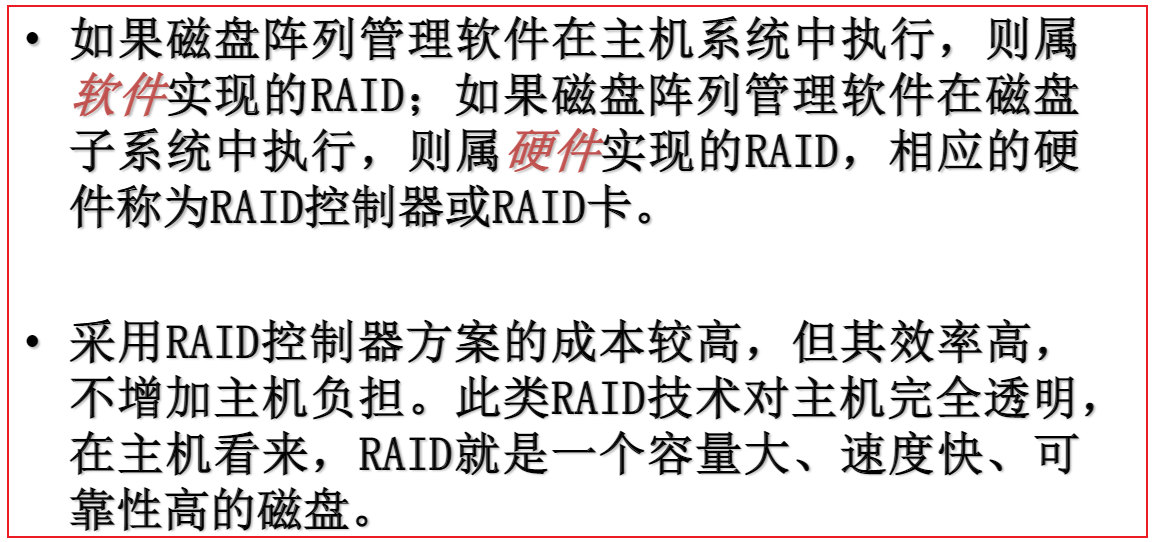 • 如果磁盘阵列管理软件在主机系统中执行，则属
软件实现的RAID；如果磁盘阵列管理软件在磁盘
子系统中执行，则属硬件实现的RAID，相应的硬
件称为RAID控制器或RAID卡。
• 采用RAID控制器方案的成本较高，但其效率高，
不增加主机负担。此类RAID技术对主机完全透明，
在主机看来，RAID就是一个容量大、速度快、可
靠性高的磁盘。